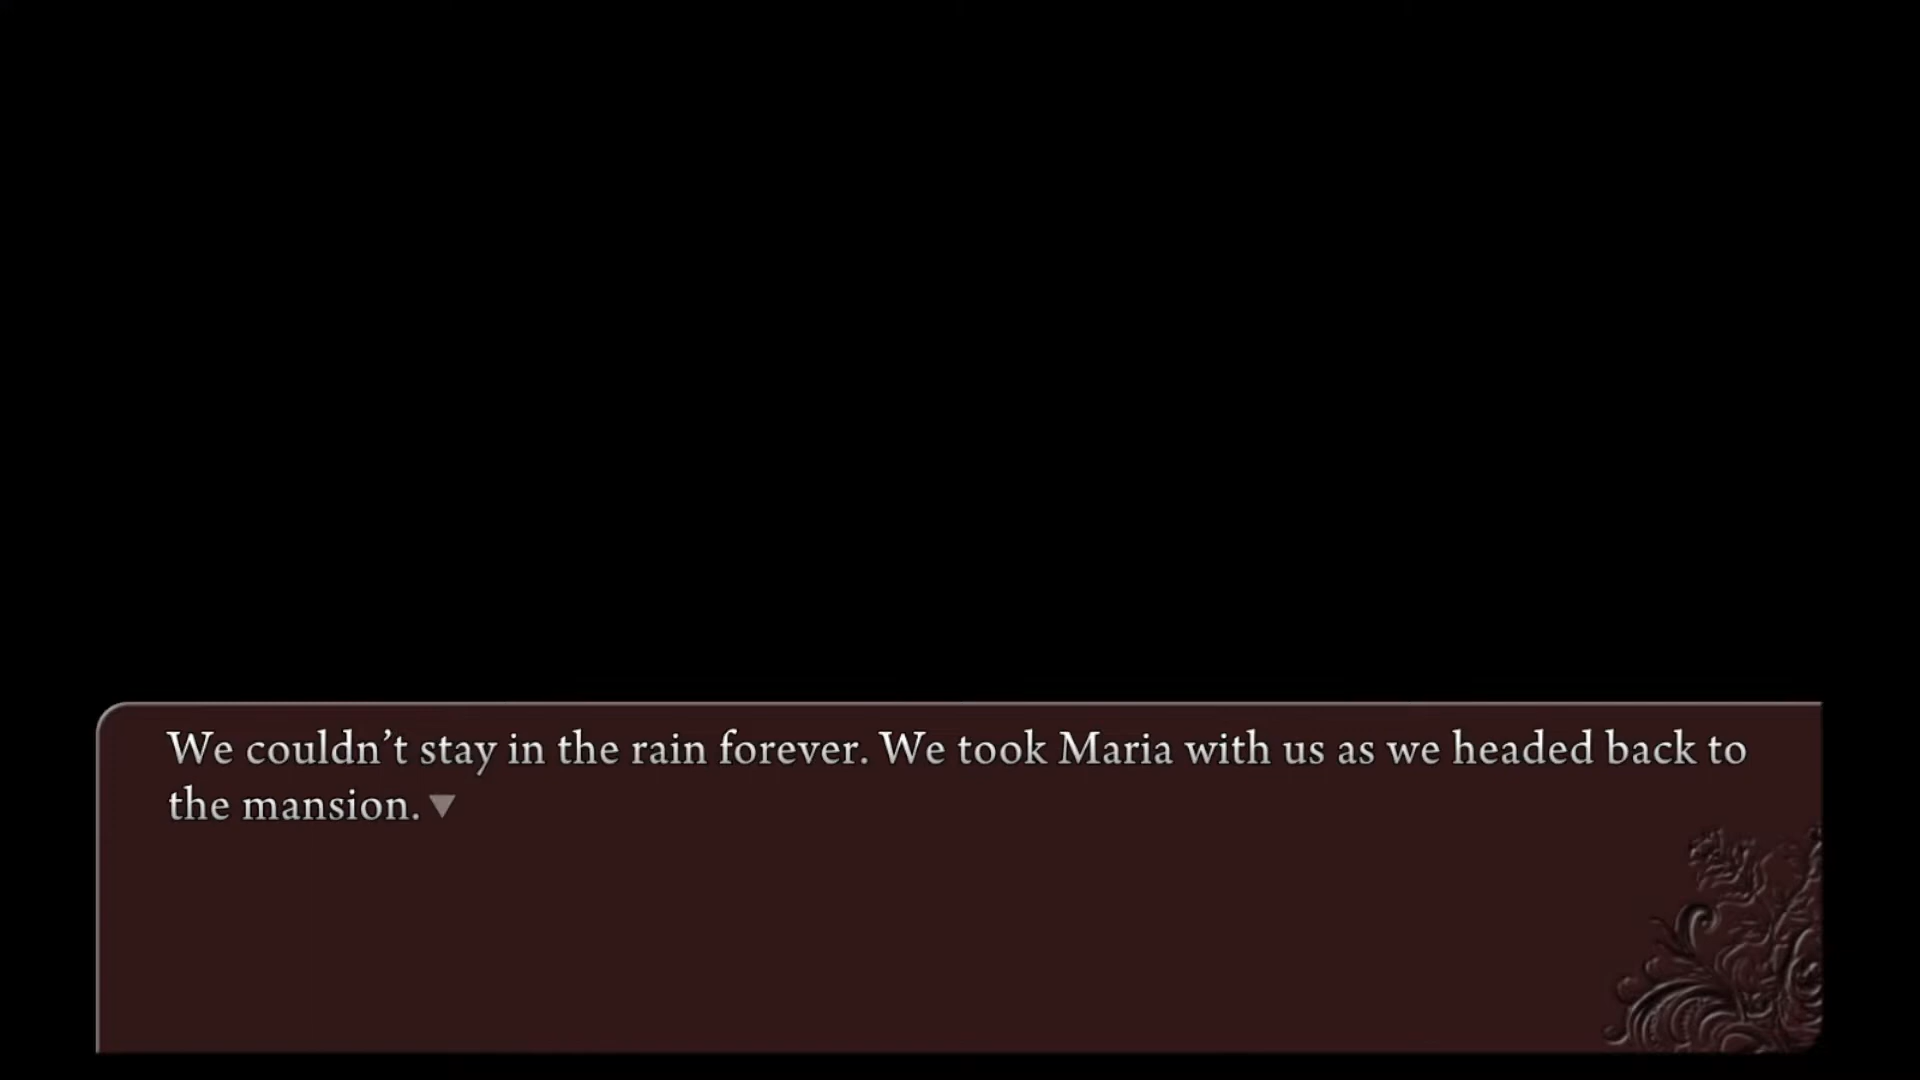 We couldn’t stay in the rain forever. We took Maria with us as we headed back to
the mansion.